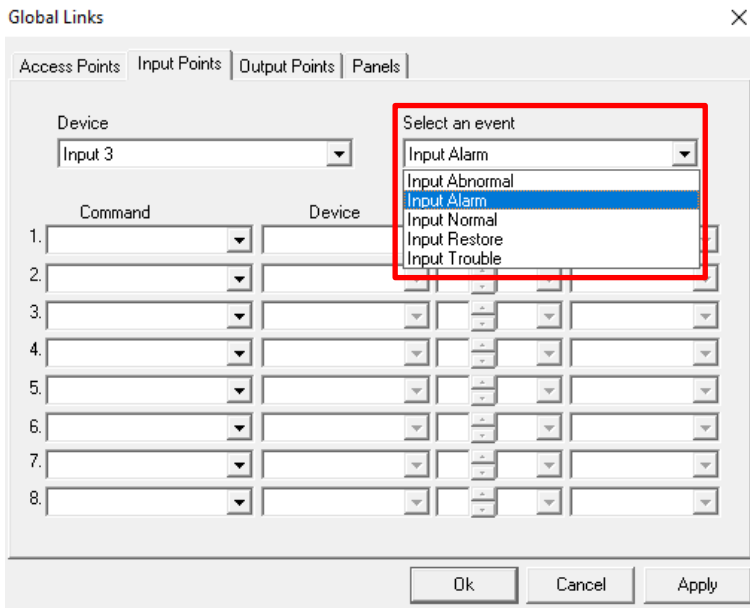 Global Links
Access Points Input Points Output Points Panels
Device Select an event
Input 3 Input Alarm
Input Abnormal
Input Alarm
Input Normal
Input Restore
Input Trouble
Command Device
1.
2.
3.
4.
5.
6.
7.
8.
Ok Cancel Apply